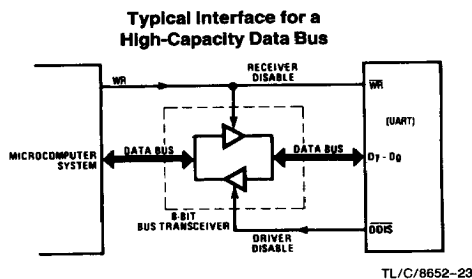 Typical Interface for a
High-Capacity Data Bus
RECEIVER
DISABLE
WR
WR
(UART)
MICROCOMPUTER
SYSTEM
DATA BUS
DATA BUS
D7 - D0
8-BIT
BUS TRANSCEIVER
DRIVER
DISABLE
DDIS
TL/C/8652-23